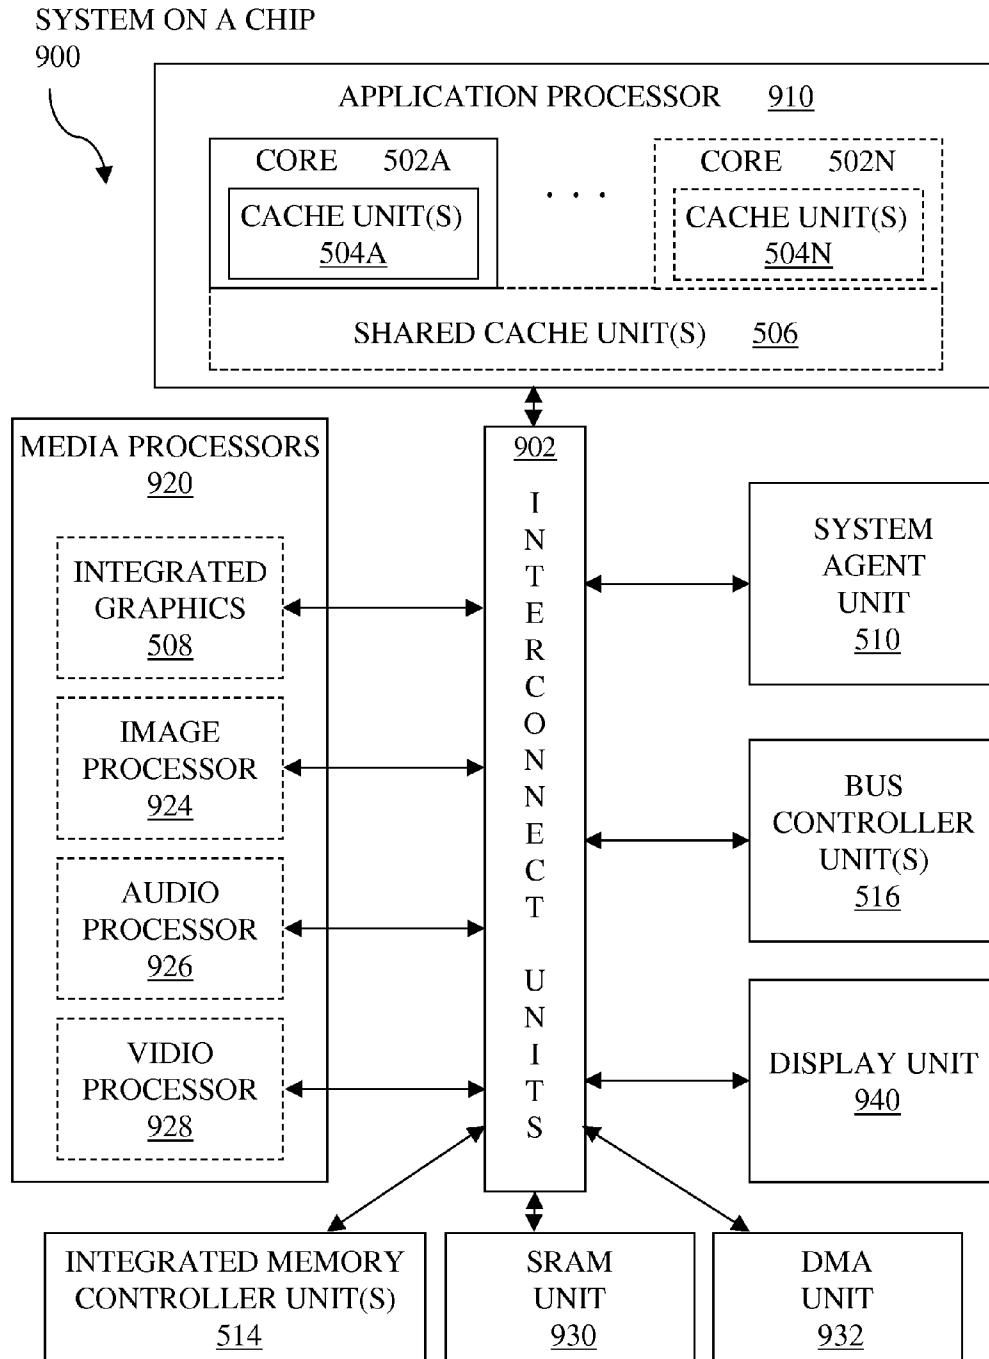 SYSTEM ON A CHIP
900
APPLICATION PROCESSOR 910
CORE 502A
CACHE UNIT(S)
504A
. . .
CORE 502N
CACHE UNIT(S)
504N
SHARED CACHE UNIT(S) 506
MEDIA PROCESSORS
920
INTEGRATED
GRAPHICS
508
IMAGE
PROCESSOR
924
AUDIO
PROCESSOR
926
VIDIO
PROCESSOR
928
902
INTERCONNECT UNITS
SYSTEM
AGENT
UNIT
510
BUS
CONTROLLER
UNIT(S)
516
DISPLAY UNIT
940
INTEGRATED MEMORY
CONTROLLER UNIT(S)
514
SRAM
UNIT
930
DMA
UNIT
932